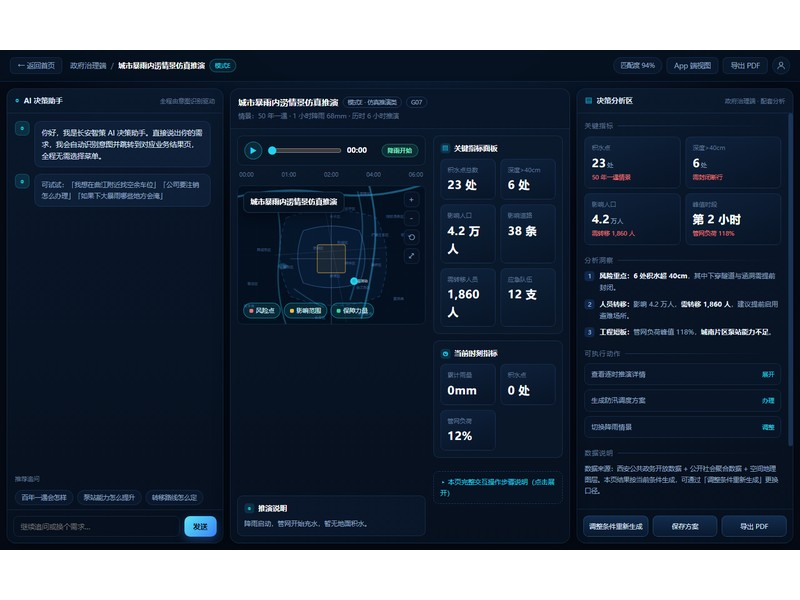 ← 返回首页
政府治理端 / 城市暴雨内涝情景仿真推演 模式E
匹配度 94%
App 端视图
导出 PDF
AI 决策助手
全程由意图识别驱动
你好，我是长安智策 AI 决策助手。直接说出你的需
求，我会自动识别意图并跳转到对应业务结果页，
全程无需选择菜单。
可试试：「我想在曲江附近找空余车位」「公司要注销
怎么办理」「如果下大暴雨哪些地方会淹」
推荐追问
百年一遇会怎样
泵站能力怎么提升
转移路线怎么定
继续追问或换个需求...
发送
城市暴雨内涝情景仿真推演 模式E · 仿真推演类 G07
情景：50 年一遇 · 1 小时降雨 66mm · 历时 6 小时推演
00:00
降雨开始
00:00 01:00 02:00 04:00 06:00
城市暴雨内涝情景仿真推演
+
-
风险点
影响范围
保障力量
推演说明
降雨启动，管网开始充水，暂无地面积水。
关键指标面板
积水点总数
23 处
深度>40cm
6 处
影响人口
4.2 万
人
影响道路
38 条
需转移人员
1,860
人
应急队伍
12 支
当前时刻指标
累计雨量
0mm
积水点
0 处
管网负荷
12%
• 本页完整交互操作步骤说明（点击展
开）
决策分析区
政府治理端 · 配套分析
关键指标
积水点
23 处
50 年一遇情景
深度>40cm
6 处
需封闭断行
影响人口
4.2 万人
需转移 1,860 人
峰值时段
第 2 小时
管网负荷 118%
分析洞察
1 风险重点：6 处积水超 40cm，其中下穿隧道与涵洞需提前
封闭。
2 人员转移：影响 4.2 万人，需转移 1,860 人，建议提前启用
避难场所。
3 工程短板：管网负荷峰值 118%，城南片区泵站能力不足。
可执行动作
查看逐时推演详情 展开
生成防汛调度方案 办理
切换降雨情景 调整
数据说明
数据来源：西安公共政务开放数据 + 公开社会聚合数据 + 空间地理
图层。本页结果按当前条件生成，可通过「调整条件重新生成」更换
口径。
调整条件重新生成
保存方案
导出 PDF